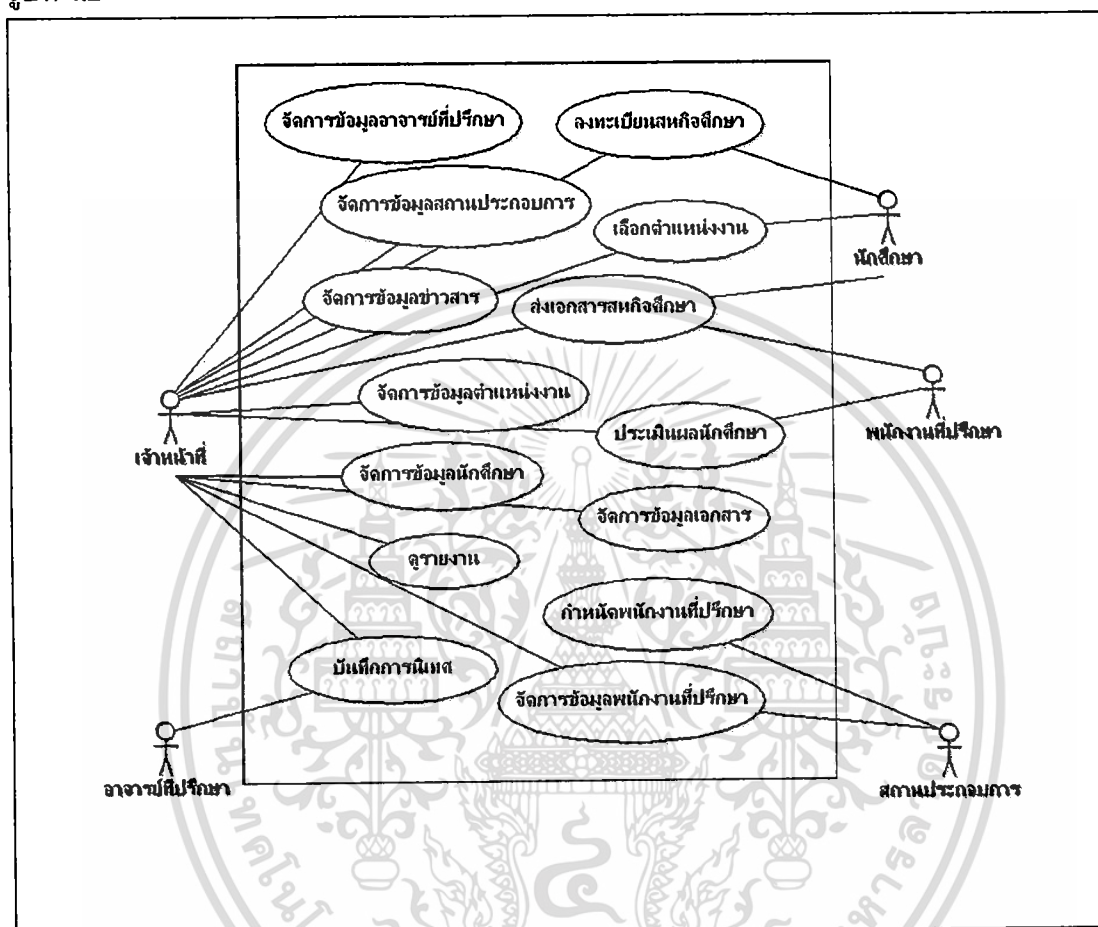 จัดการข้อมูลอาจารย์ที่ปรึกษา
ลงทะเบียนสหกิจศึกษา
จัดการข้อมูลสถานประกอบการ
เลือกตำแหน่งงาน
นักศึกษา
จัดการข้อมูลข่าวสาร
ส่งเอกสารสหกิจศึกษา
จัดการข้อมูลตำแหน่งงาน
ประเมินผลนักศึกษา
พนักงานที่ปรึกษา
เจ้าหน้าที่
จัดการข้อมูลนักศึกษา
จัดการข้อมูลเอกสาร
ดูรายงาน
กำหนัดพนักงานที่ปรึกษา
บันทึกการนิเทศ
จัดการข้อมูลพนักงานที่ปรึกษา
อาจารย์ที่ปรึกษา
สถานประกอบการ